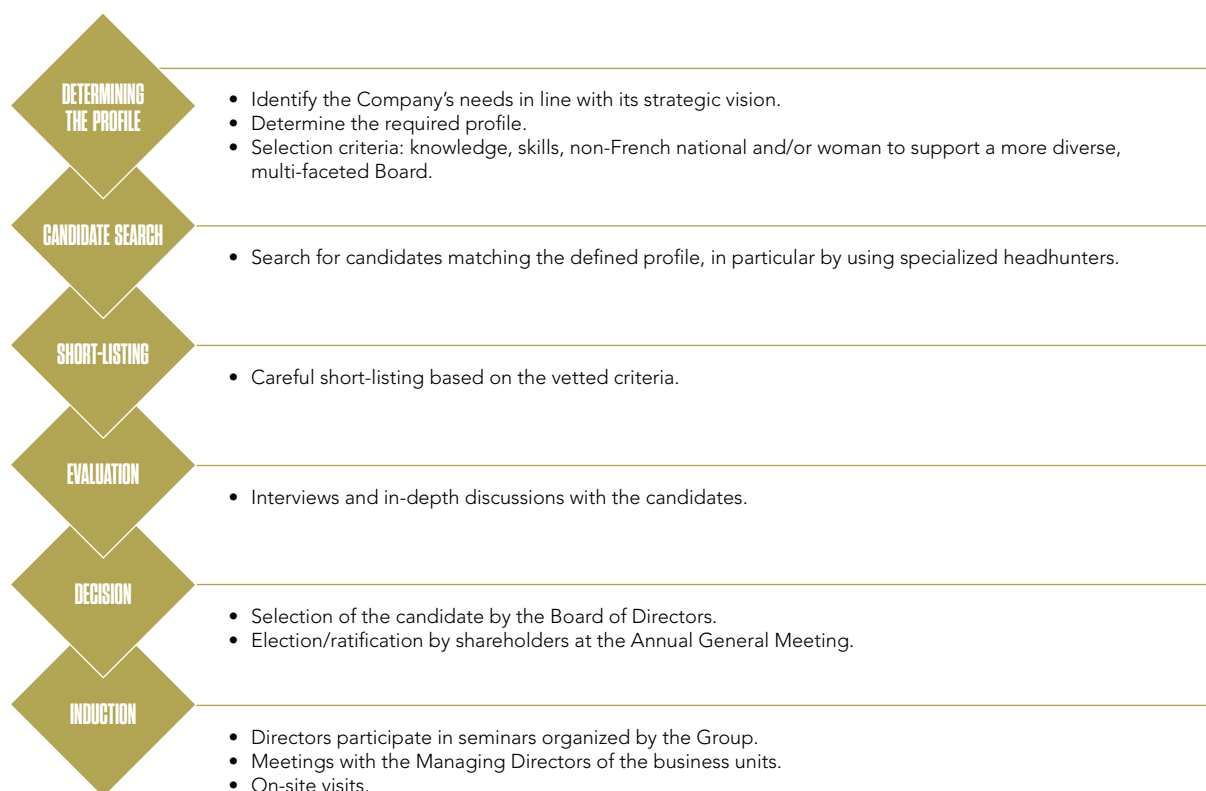 DETERMINING
THE PROFILE
• Identify the Company's needs in line with its strategic vision.
• Determine the required profile.
• Selection criteria: knowledge, skills, non-French national and/or woman to support a more diverse,
multi-faceted Board.
CANDIDATE SEARCH
• Search for candidates matching the defined profile, in particular by using specialized headhunters.
SHORT-LISTING
• Careful short-listing based on the vetted criteria.
EVALUATION
• Interviews and in-depth discussions with the candidates.
DECISION
• Selection of the candidate by the Board of Directors.
• Election/ratification by shareholders at the Annual General Meeting.
INDUCTION
• Directors participate in seminars organized by the Group.
• Meetings with the Managing Directors of the business units.
• On-site visits.